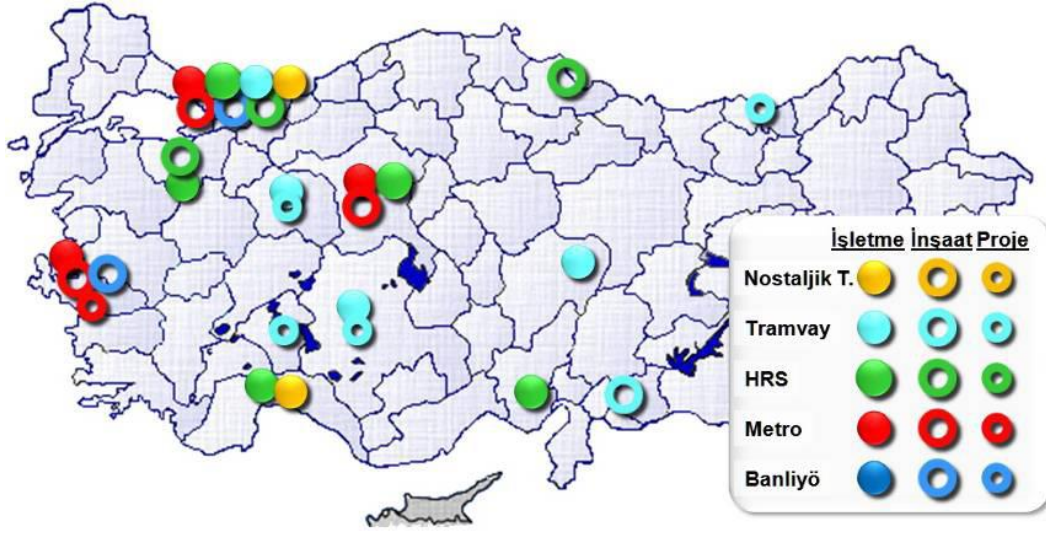 İşletme İnşaat Proje
Nostaljik T.
Tramvay
HRS
Metro
Banliyö